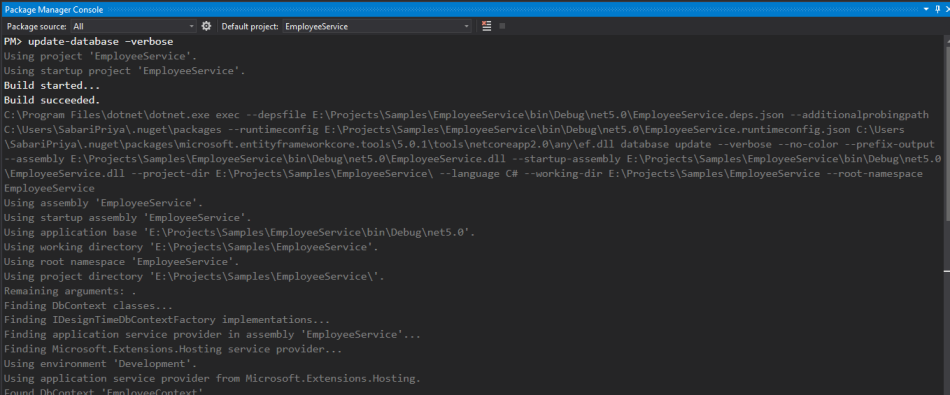 Package Manager Console
Package source: All Default project: EmployeeService
PM> update-database -verbose
Using project 'EmployeeService'.
Using startup project 'EmployeeService'.
Build started...
Build succeeded.
C:\Program Files\dotnet\dotnet.exe exec --depsfile E:\Projects\Samples\EmployeeService\bin\Debug\net5.0\EmployeeService.deps.json --additionalprobingpath
C:\Users\SabariPriya\.nuget\packages --runtimeconfig E:\Projects\Samples\EmployeeService\bin\Debug\net5.0\EmployeeService.runtimeconfig.json C:\Users
\SabariPriya\.nuget\packages\microsoft.entityframeworkcore.tools\5.0.1\tools\netcoreapp2.0\any\ef.dll database update --verbose --no-color --prefix-output
--assembly E:\Projects\Samples\EmployeeService\bin\Debug\net5.0\EmployeeService.dll --startup-assembly E:\Projects\Samples\EmployeeService\bin\Debug\net5.0
\EmployeeService.dll --project-dir E:\Projects\Samples\EmployeeService\ --language C# --working-dir E:\Projects\Samples\EmployeeService --root-namespace
EmployeeService
Using assembly 'EmployeeService'.
Using startup assembly 'EmployeeService'.
Using application base 'E:\Projects\Samples\EmployeeService\bin\Debug\net5.0'.
Using working directory 'E:\Projects\Samples\EmployeeService'.
Using root namespace 'EmployeeService'.
Using project directory 'E:\Projects\Samples\EmployeeService\'.
Remaining arguments: .
Finding DbContext classes...
Finding IDesignTimeDbContextFactory implementations...
Finding application service provider in assembly 'EmployeeService'...
Finding Microsoft.Extensions.Hosting service provider...
Using environment 'Development'.
Using application service provider from Microsoft.Extensions.Hosting.
Found DbContext 'EmployeeContext'